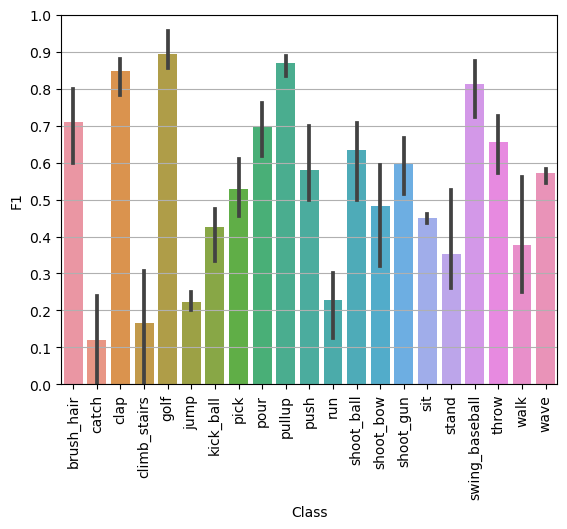 1.0
0.9
0.8
0.7
0.6
0.5
0.4
0.3
0.2
0.1
0.0
F1
brush_hair
catch
clap
climb_stairs
golf
jump
kick_ball
pick
pour
pullup
push
run
shoot_ball
shoot_bow
shoot_gun
sit
stand
swing_baseball
throw
walk
wave
Class